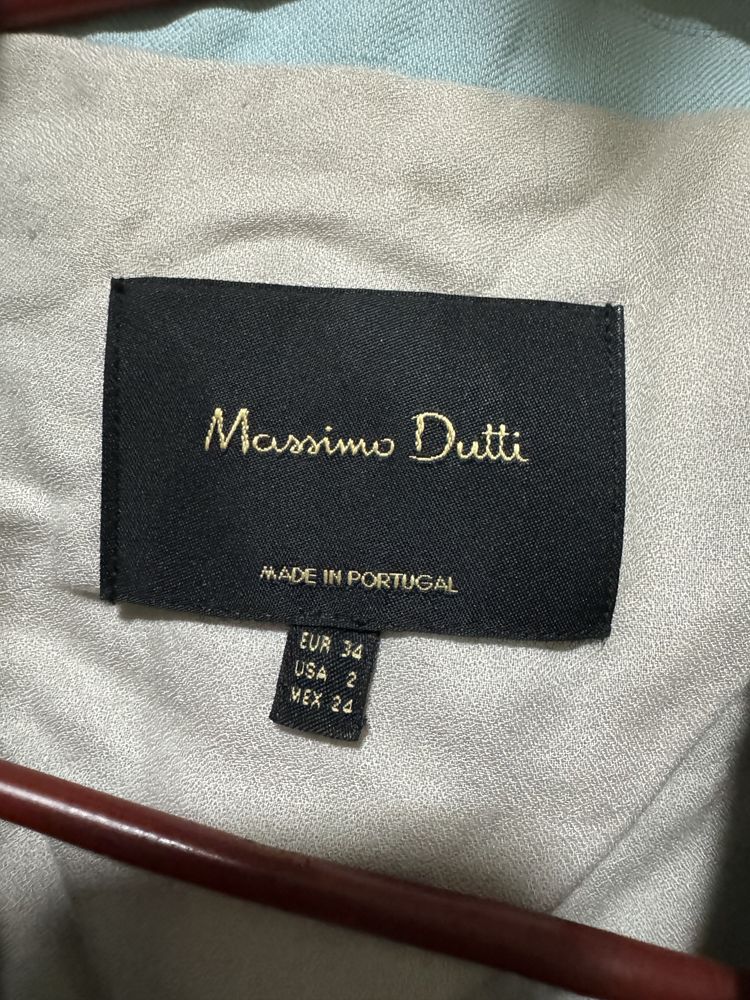 Massimo Dutti
MADE IN PORTUGAL
EUR 34
USA 2
MEX 24